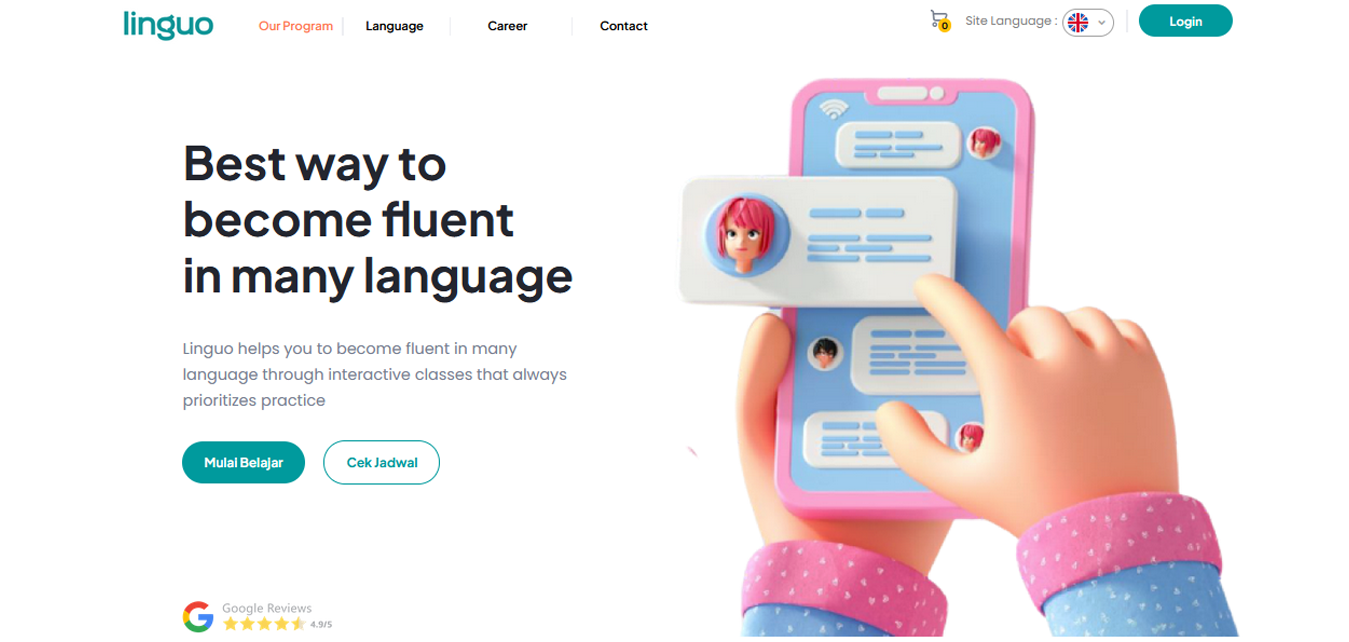 linguo
Our Program
Language
Career
Contact
0
Site Language :
Login
Best way to
become fluent
in many language
Linguo helps you to become fluent in many
language through interactive classes that always
prioritizes practice
Mulai Belajar
Cek Jadwal
Google Reviews
4.9/5